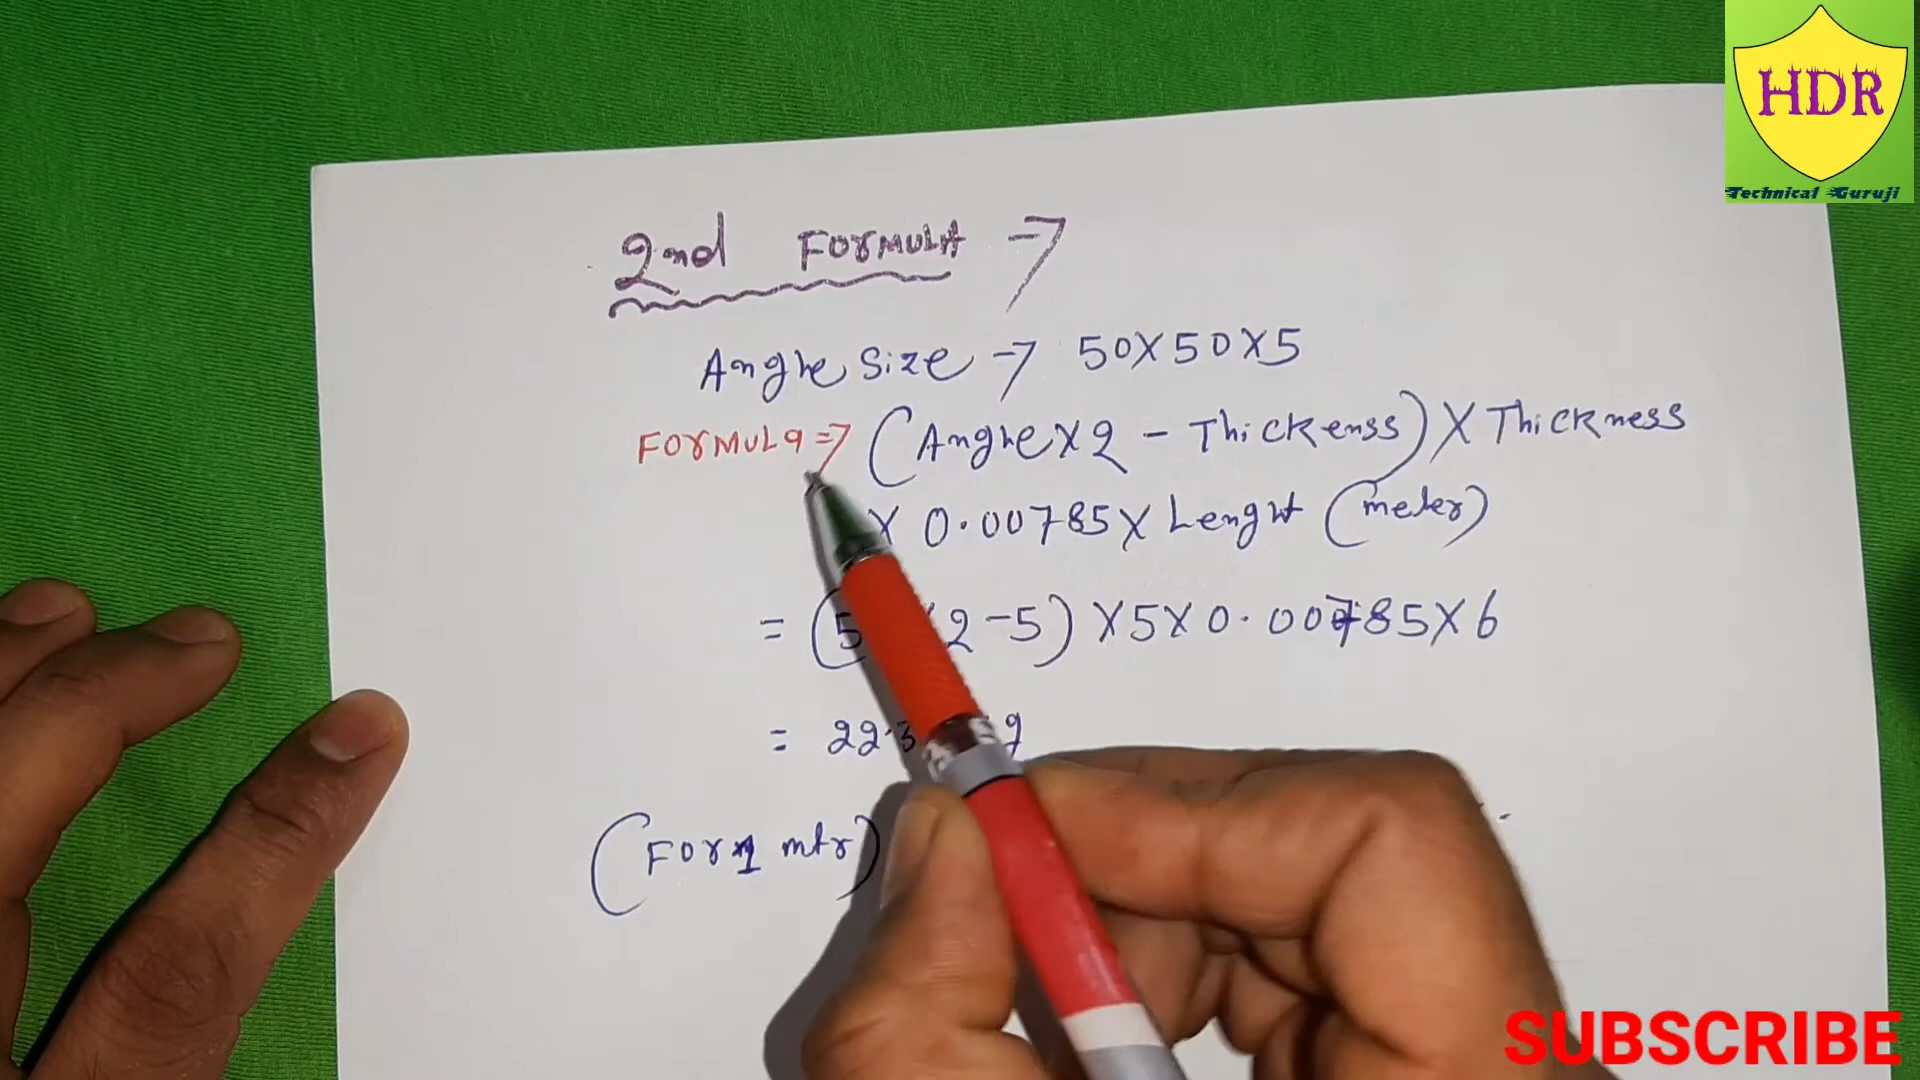 HDR
Technical Guruji
2nd FORMULA →
Angle Size → 50X50X5
FORMULA ⇒ (Angle X 2 - Thickenss) X Thickness
X 0.00785 X Lenght (meter)
= (5 2-5) X5X0.00785X6
= 22.3 g
(For 1 mtr)
SUBSCRIBE